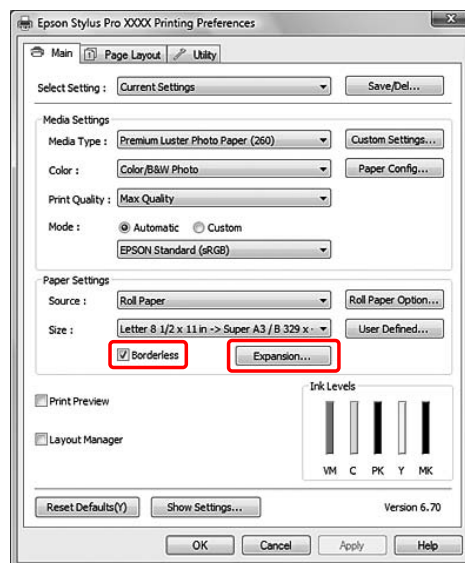 Epson Stylus Pro XXXX Printing Preferences
Main Page Layout Utility
Select Setting : Current Settings Save/Del...
Media Settings
Media Type : Premium Luster Photo Paper (260) Custom Settings...
Color : Color/B&W Photo Paper Config...
Print Quality : Max Quality
Mode : Automatic Custom
EPSON Standard (sRGB)
Paper Settings
Source : Roll Paper Roll Paper Option...
Size : Letter 8 1/2 x 11 in -> Super A3 / B 329 x User Defined...
Borderless Expansion...
Print Preview
Layout Manager
Ink Levels
VM C PK Y MK
Reset Defaults(Y) Show Settings... Version 6.70
OK Cancel Apply Help